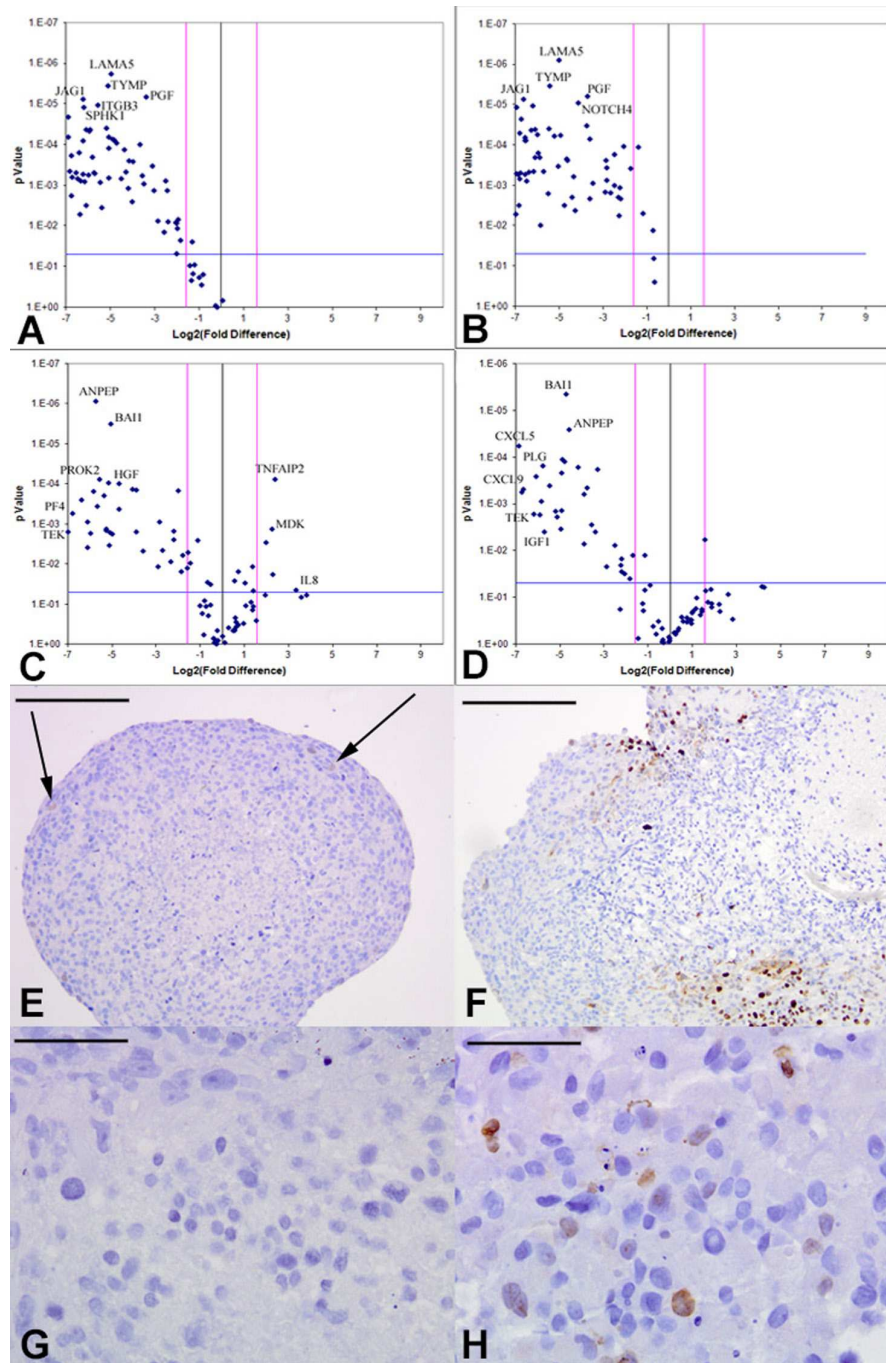 1.E-07
1.E-06
1.E-05
1.E-04
1.E-03
1.E-02
1.E-01
1.E+00
p Value
LAMA5
TYMP
JAG1
PGF
ITGB3
SPHK1
-7 -5 -3 -1 1 3 5 7 9
Log2(Fold Difference)
A
1.E-07
1.E-06
1.E-05
1.E-04
1.E-03
1.E-02
1.E-01
1.E+00
p Value
LAMA5
TYMP
JAG1
PGF
NOTCH4
-7 -5 -3 -1 1 3 5 7 9
Log2(Fold Difference)
B
1.E-07
1.E-06
1.E-05
1.E-04
1.E-03
1.E-02
1.E-01
1.E+00
p Value
ANPEP
BAI1
PROK2
HGF
TNFAIP2
PF4
MDK
TEK
IL8
-7 -5 -3 -1 1 3 5 7 9
Log2(Fold Difference)
C
1.E-06
1.E-05
1.E-04
1.E-03
1.E-02
1.E-01
1.E+00
p Value
BAI1
ANPEP
CXCL5
PLG
CXCL9
TEK
IGF1
-7 -5 -3 -1 1 3 5 7 9
Log2(Fold Difference)
D
E
F
G
H